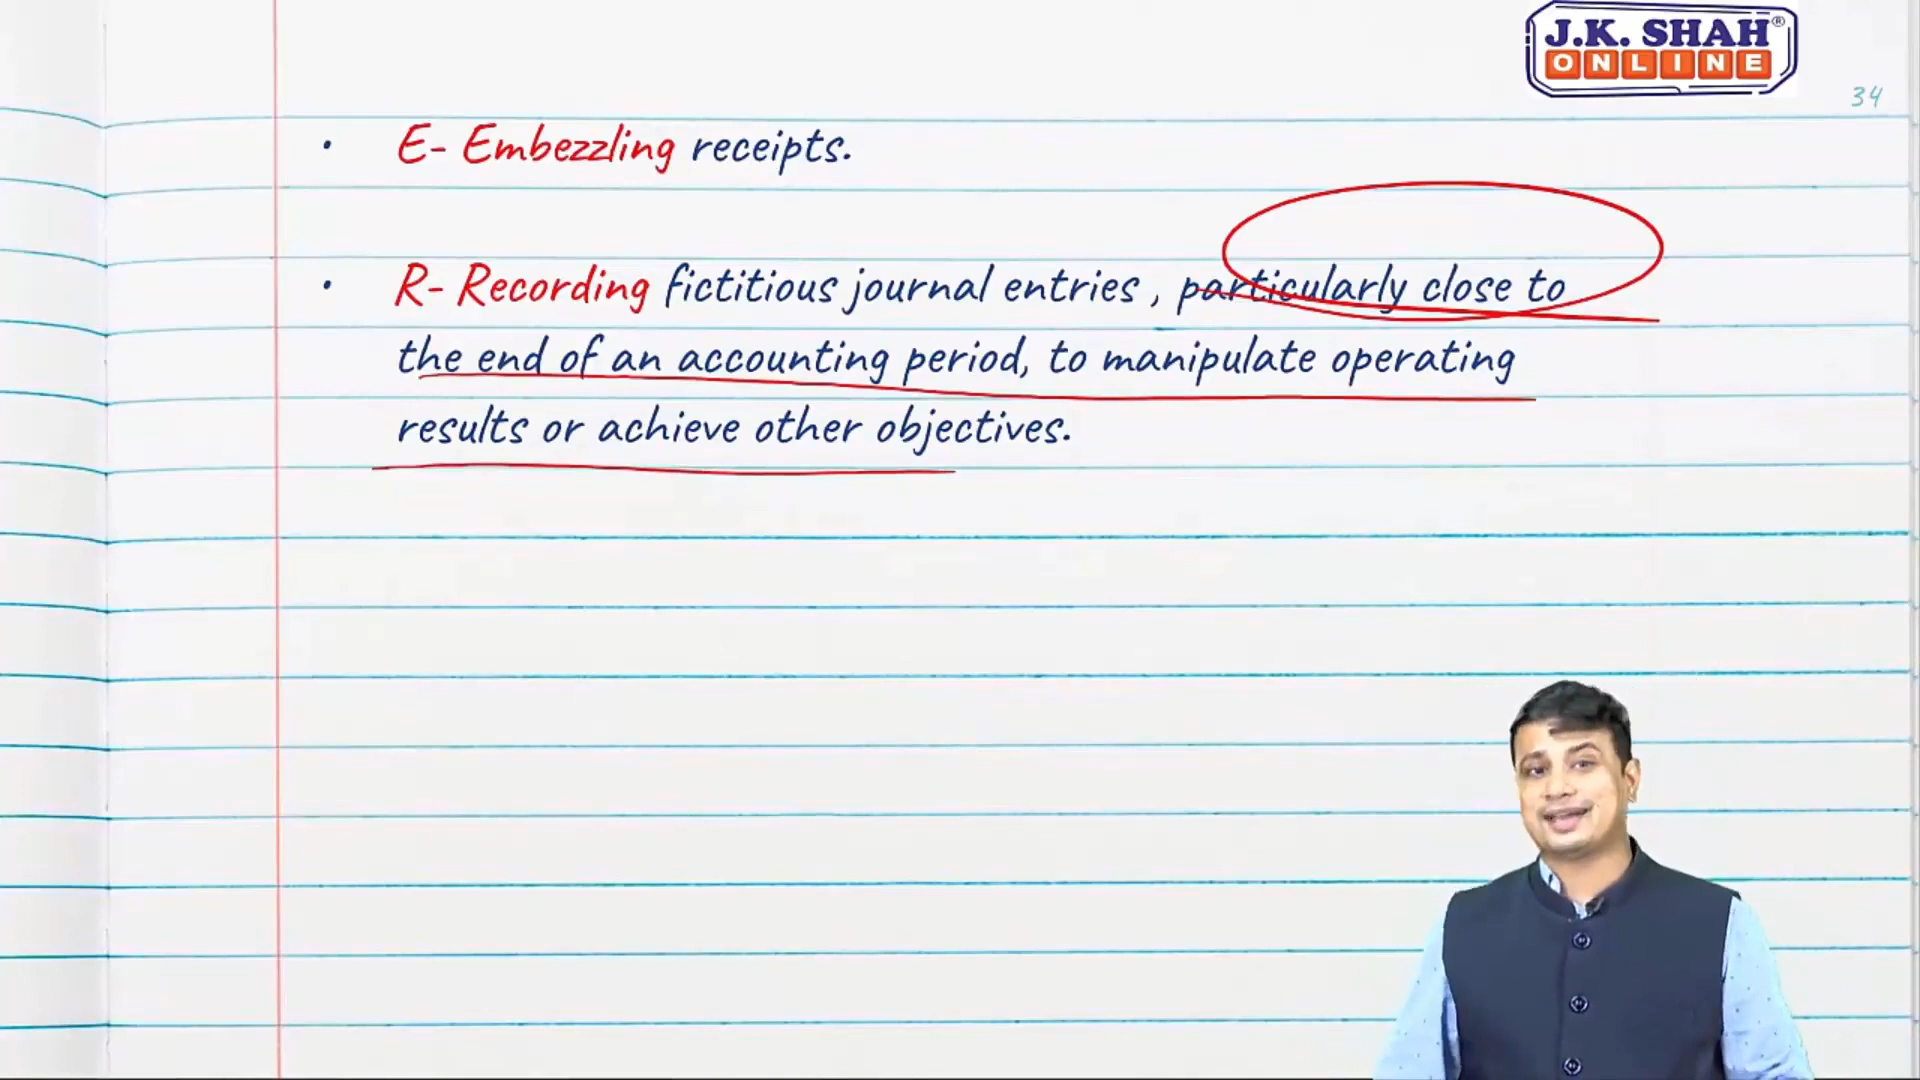 J.K. SHAH®
ONLINE
34
• E- Embezzling receipts.
• R- Recording fictitious journal entries , particularly close to
the end of an accounting period, to manipulate operating
results or achieve other objectives.